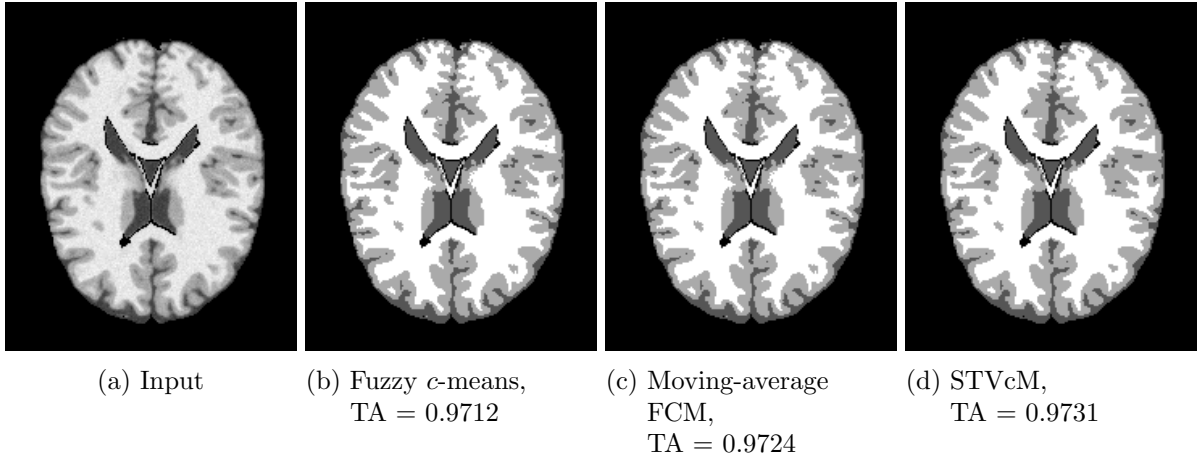 (a) Input
(b) Fuzzy c-means,
TA = 0.9712
(c) Moving-average
FCM,
TA = 0.9724
(d) STVcM,
TA = 0.9731